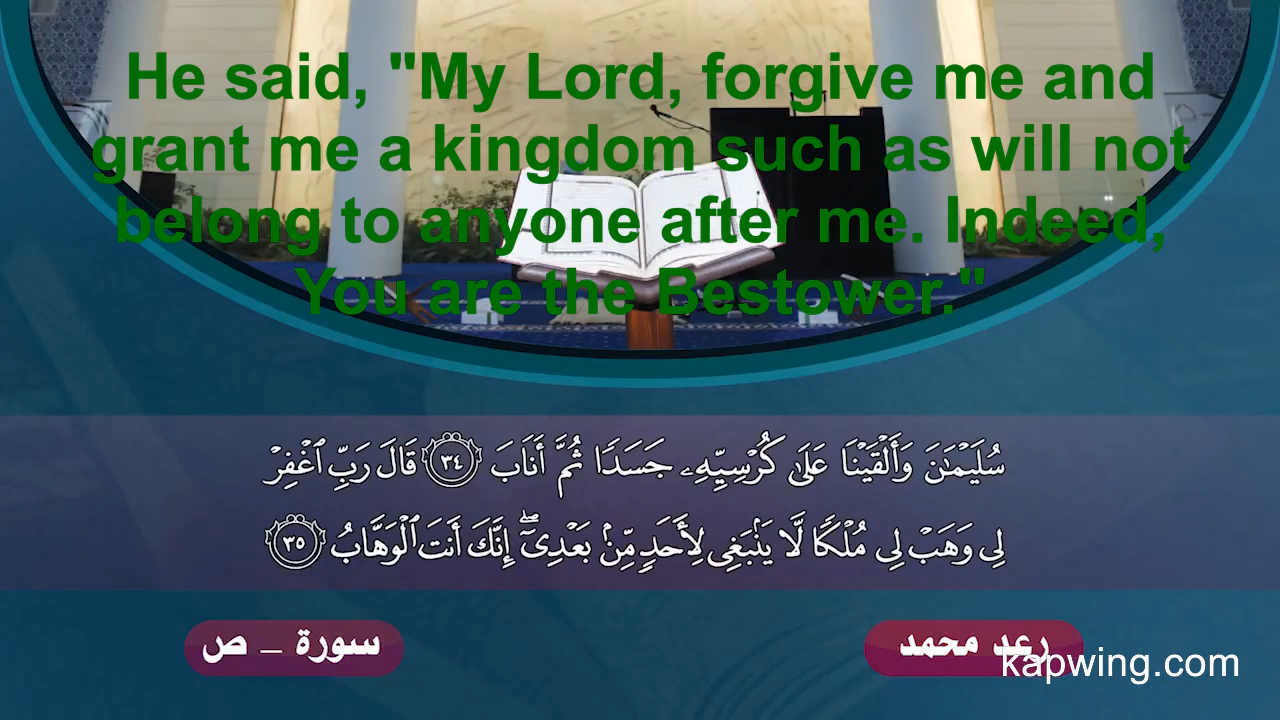 He said, "My Lord, forgive me and
grant me a kingdom such as will not
belong to anyone after me. Indeed,
You are the Bestower."
سُلَيْمَٰنَ وَأَلْقَيْنَا عَلَىٰ كُرْسِيِّهِۦ جَسَدًا ثُمَّ أَنَابَ ٣٤ قَالَ رَبِّ ٱغْفِرْ
لِى وَهَبْ لِى مُلْكًا لَّا يَنۢبَغِى لِأَحَدٍ مِّنۢ بَعْدِىٓ ۖ إِنَّكَ أَنتَ ٱلْوَهَّابُ ٣٥
سورة – ص
رعد محمد
kapwing.com